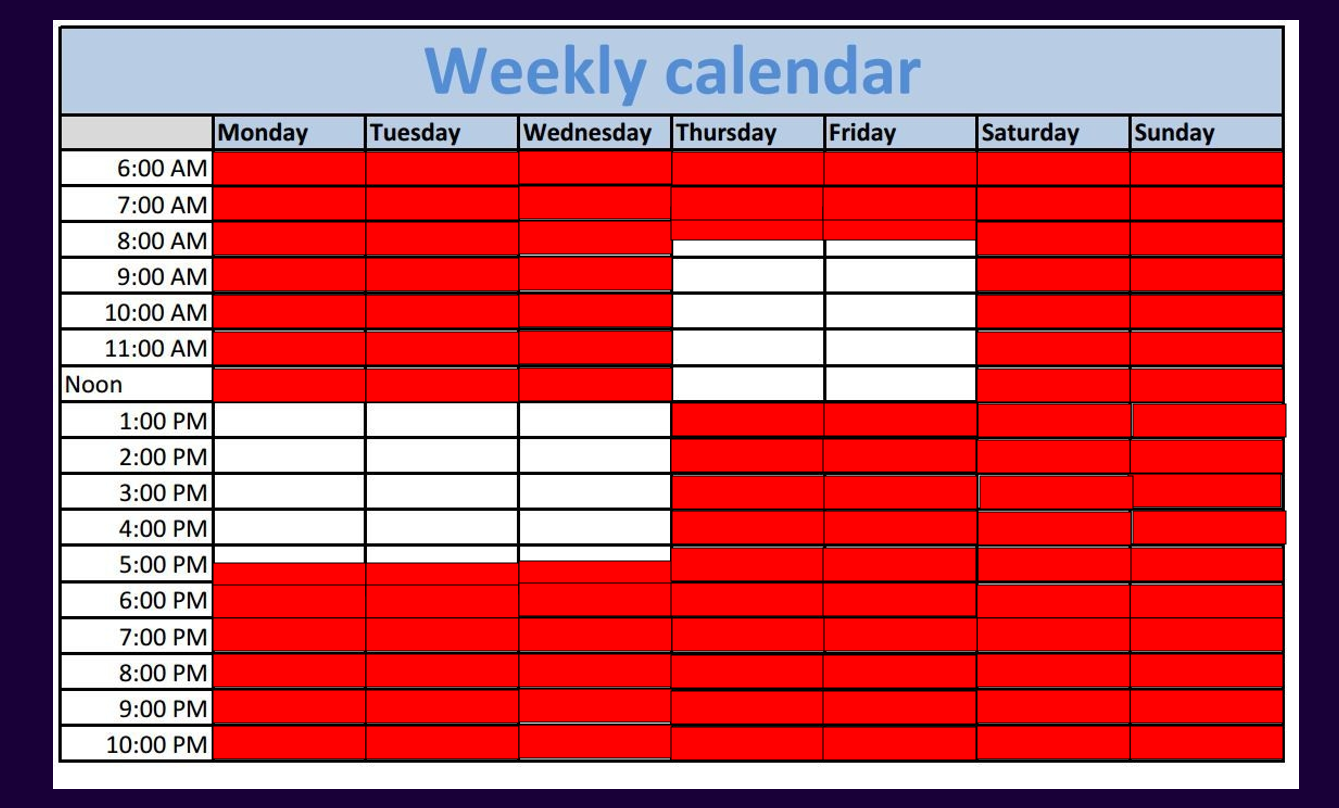 Weekly calendar
Monday Tuesday Wednesday Thursday Friday Saturday Sunday
6:00 AM
7:00 AM
8:00 AM
9:00 AM
10:00 AM
11:00 AM
Noon
1:00 PM
2:00 PM
3:00 PM
4:00 PM
5:00 PM
6:00 PM
7:00 PM
8:00 PM
9:00 PM
10:00 PM